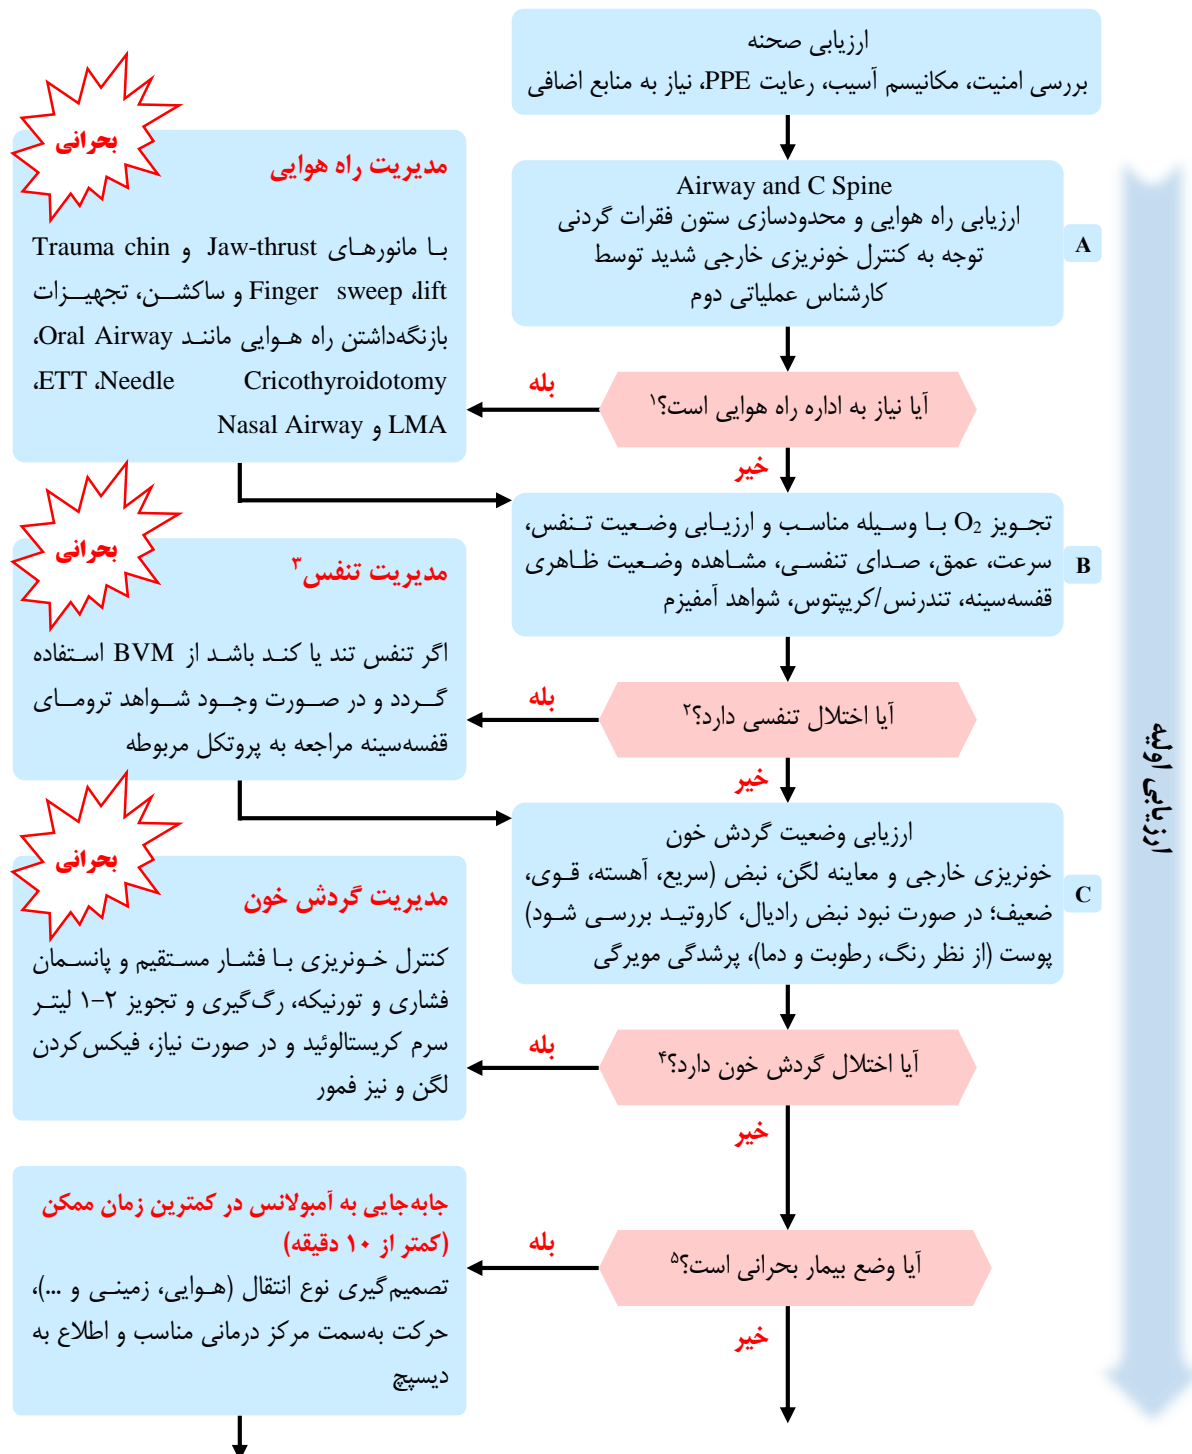 ارزیابی صحنه
بررسی امنیت، مکانیسم آسیب، رعایت PPE، نیاز به منابع اضافی
Airway and C Spine
ارزیابی راه هوایی و محدودسازی ستون فقرات گردنی
توجه به کنترل خونریزی خارجی شدید توسط
کارشناس عملیاتی دوم
A
آیا نیاز به اداره راه هوایی است؟۱
بله
خیر
بحرانی
مدیریت راه هوایی
با مانورهای Jaw-thrust و Trauma chin
lift، Finger sweep و ساکشن، تجهیزات
بازنگه‌داشتن راه هوایی مانند Oral Airway،
ETT، Needle Cricothyroidotomy،
LMA و Nasal Airway
تجویز O2 با وسیله مناسب و ارزیابی وضعیت تنفس،
سرعت، عمق، صدای تنفسی، مشاهده وضعیت ظاهری
قفسه‌سینه، تندرنس/کریپتوس، شواهد آمفیزم
B
آیا اختلال تنفسی دارد؟۲
بله
خیر
بحرانی
مدیریت تنفس۳
اگر تنفس تند یا کند باشد از BVM استفاده
گردد و در صورت وجود شواهد ترومای
قفسه‌سینه مراجعه به پروتکل مربوطه
ارزیابی وضعیت گردش خون
خونریزی خارجی و معاینه لگن، نبض (سریع، آهسته، قوی،
ضعیف؛ در صورت نبود نبض رادیال، کاروتید بررسی شود)
پوست (از نظر رنگ، رطوبت و دما)، پرشدگی مویرگی
C
آیا اختلال گردش خون دارد؟۴
بله
خیر
بحرانی
مدیریت گردش خون
کنترل خونریزی با فشار مستقیم و پانسمان
فشاری و تورنیکه، رگ‌گیری و تجویز ۲–۱ لیتر
سرم کریستالوئید و در صورت نیاز، فیکس‌کردن
لگن و نیز فمور
آیا وضع بیمار بحرانی است؟۵
بله
خیر
جابه‌جایی به آمبولانس در کمترین زمان ممکن
(کمتر از ۱۰ دقیقه)
تصمیم‌گیری نوع انتقال (هوایی، زمینی و ...)،
حرکت به‌سمت مرکز درمانی مناسب و اطلاع به
دیسپچ
ارزیابی اولیه